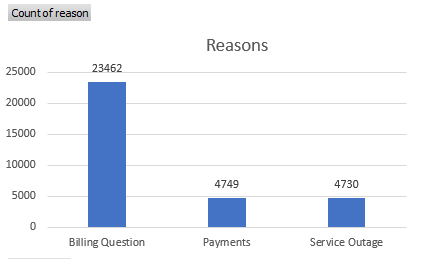 Count of reason
Reasons
25000
23462
20000
15000
10000
4749
4730
5000
0
Billing Question
Payments
Service Outage